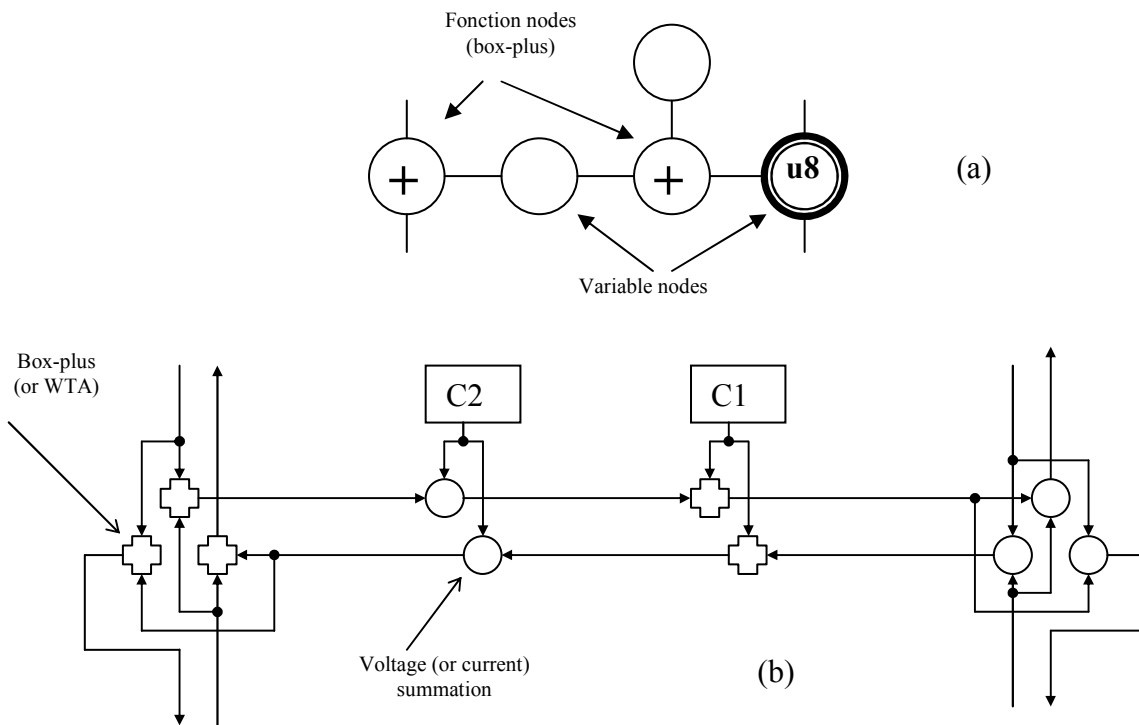 Fonction nodes
(box-plus)
+
+
u8
(a)
Variable nodes
Box-plus
(or WTA)
C2
C1
Voltage (or current)
summation
(b)